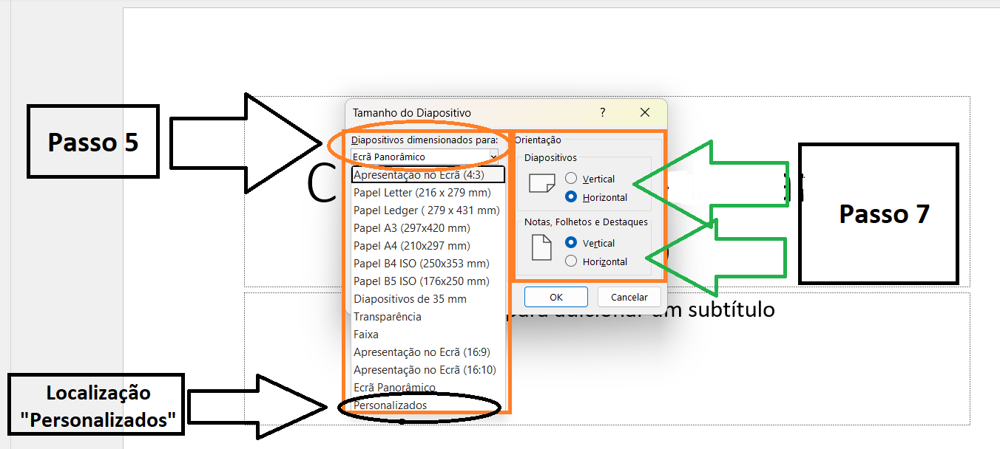 Tamanho do Diapositivo
?
Passo 5
Diapositivos dimensionados para:
Ecrã Panorâmico
Apresentação no Ecrã (4:3)
Papel Letter (216 x 279 mm)
Papel Ledger ( 279 x 431 mm)
Papel A3 (297x420 mm)
Papel A4 (210x297 mm)
Papel B4 ISO (250x353 mm)
Papel B5 ISO (176x250 mm)
Diapositivos de 35 mm
Transparência
Faixa
Apresentação no Ecrã (16:9)
Apresentação no Ecrã (16:10)
Ecrã Panorâmico
Personalizados
Orientação
Diapositivos
Vertical
Horizontal
Notas, Folhetos e Destaques
Vertical
Horizontal
OK
Cancelar
Passo 7
C
para adicionar um subtítulo
Localização
"Personalizados"